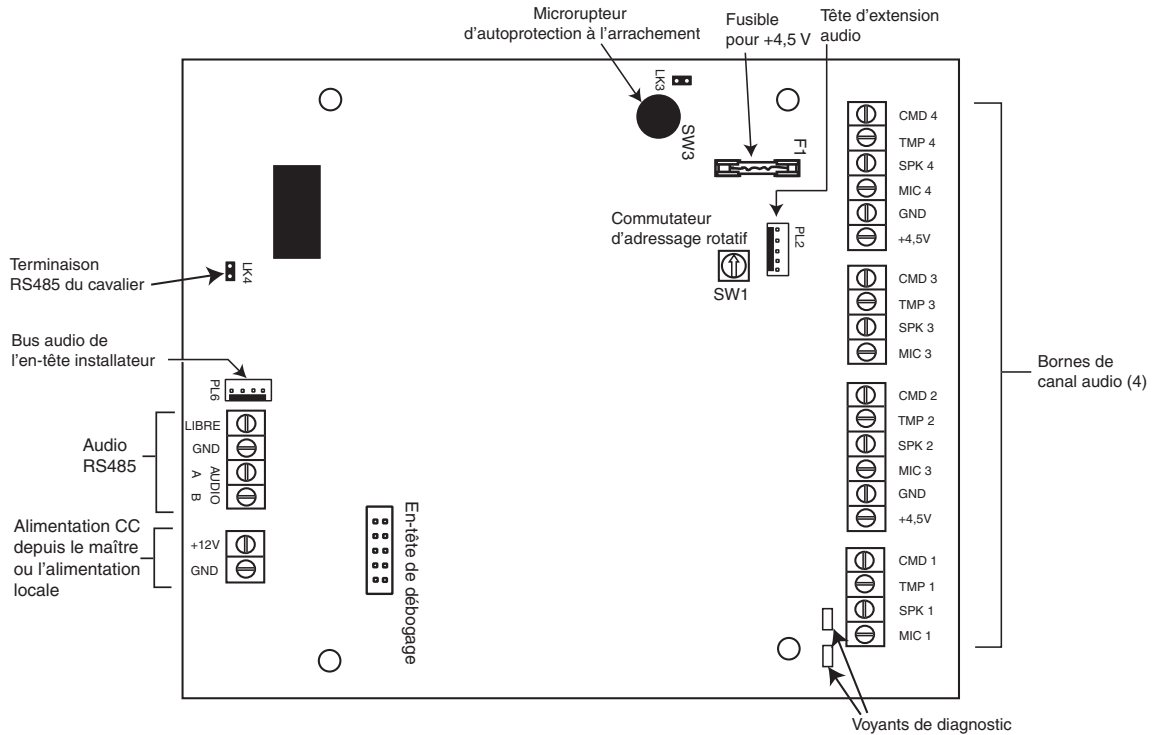 Microrupteur
d'autoprotection à l'arrachement
Fusible
pour +4,5 V
Tête d'extension
audio
LK3
SW3
F1
Commutateur
d'adressage rotatif
SW1
PL2
Terminaison
RS485 du cavalier
LK4
Bus audio de
l'en-tête installateur
PL6
Audio
RS485
LIBRE
GND
A
B
AUDIO
Alimentation CC
depuis le maître
ou l'alimentation
locale
+12V
GND
En-tête de débogage
CMD 4
TMP 4
SPK 4
MIC 4
GND
+4,5V
CMD 3
TMP 3
SPK 3
MIC 3
CMD 2
TMP 2
SPK 2
MIC 3
GND
+4,5V
CMD 1
TMP 1
SPK 1
MIC 1
Bornes de
canal audio (4)
Voyants de diagnostic